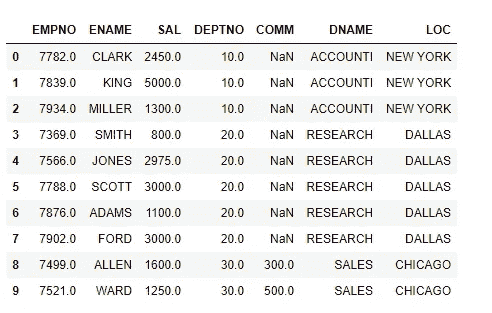 EMPNO ENAME SAL DEPTNO COMM DNAME LOC
0 7782.0 CLARK 2450.0 10.0 NaN ACCOUNTI NEW YORK
1 7839.0 KING 5000.0 10.0 NaN ACCOUNTI NEW YORK
2 7934.0 MILLER 1300.0 10.0 NaN ACCOUNTI NEW YORK
3 7369.0 SMITH 800.0 20.0 NaN RESEARCH DALLAS
4 7566.0 JONES 2975.0 20.0 NaN RESEARCH DALLAS
5 7788.0 SCOTT 3000.0 20.0 NaN RESEARCH DALLAS
6 7876.0 ADAMS 1100.0 20.0 NaN RESEARCH DALLAS
7 7902.0 FORD 3000.0 20.0 NaN RESEARCH DALLAS
8 7499.0 ALLEN 1600.0 30.0 300.0 SALES CHICAGO
9 7521.0 WARD 1250.0 30.0 500.0 SALES CHICAGO